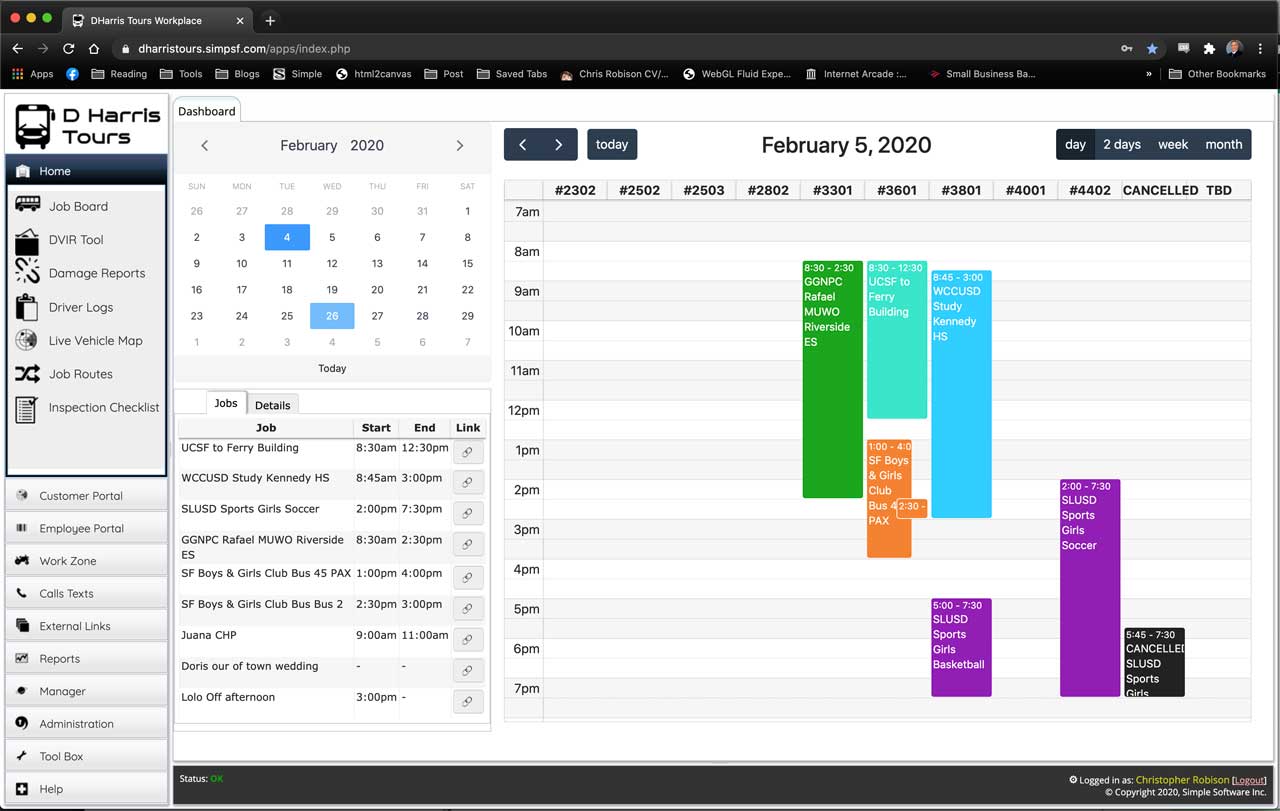 DHarris Tours Workplace
dharristours.simpsf.com/apps/index.php
Apps Reading Tools Blogs Simple html2canvas Post Saved Tabs Chris Robison CV/... WebGL Fluid Expe... Internet Arcade :... Small Business Ba... » Other Bookmarks
D Harris
Tours
Home
Job Board
DVIR Tool
Damage Reports
Driver Logs
Live Vehicle Map
Job Routes
Inspection Checklist
Customer Portal
Employee Portal
Work Zone
Calls Texts
External Links
Reports
Manager
Administration
Tool Box
Help
Dashboard
February 2020
SUN MON TUE WED THU FRI SAT
26 27 28 29 30 31 1
2 3 4 5 6 7 8
9 10 11 12 13 14 15
16 17 18 19 20 21 22
23 24 25 26 27 28 29
1 2 3 4 5 6 7
Today
Jobs Details
Job Start End Link
UCSF to Ferry Building 8:30am 12:30pm
WCCUSD Study Kennedy HS 8:45am 3:00pm
SLUSD Sports Girls Soccer 2:00pm 7:30pm
GGNPC Rafael MUWO Riverside 8:30am 2:30pm
ES
SF Boys & Girls Club Bus 45 PAX 1:00pm 4:00pm
SF Boys & Girls Club Bus Bus 2 2:30pm 3:00pm
Juana CHP 9:00am 11:00am
Doris our of town wedding - -
Lolo Off afternoon 3:00pm -
today
February 5, 2020
day 2 days week month
#2302 #2502 #2503 #2802 #3301 #3601 #3801 #4001 #4402 CANCELLED TBD
7am
8am
9am
10am
11am
12pm
1pm
2pm
3pm
4pm
5pm
6pm
7pm
8:30 - 2:30
GGNPC
Rafael
MUWO
Riverside
ES
8:30 - 12:30
UCSF to
Ferry
Building
8:45 - 3:00
WCCUSD
Study
Kennedy
HS
1:00 - 4:0
SF Boys
& Girls
Club
Bus 4
PAX
2:30 -
2:00 - 7:30
SLUSD
Sports
Girls
Soccer
5:00 - 7:30
SLUSD
Sports
Girls
Basketball
5:45 - 7:30
CANCELLED
SLUSD
Sports
Girls
Status: OK
Logged in as: Christopher Robison [Logout]
© Copyright 2020, Simple Software Inc.